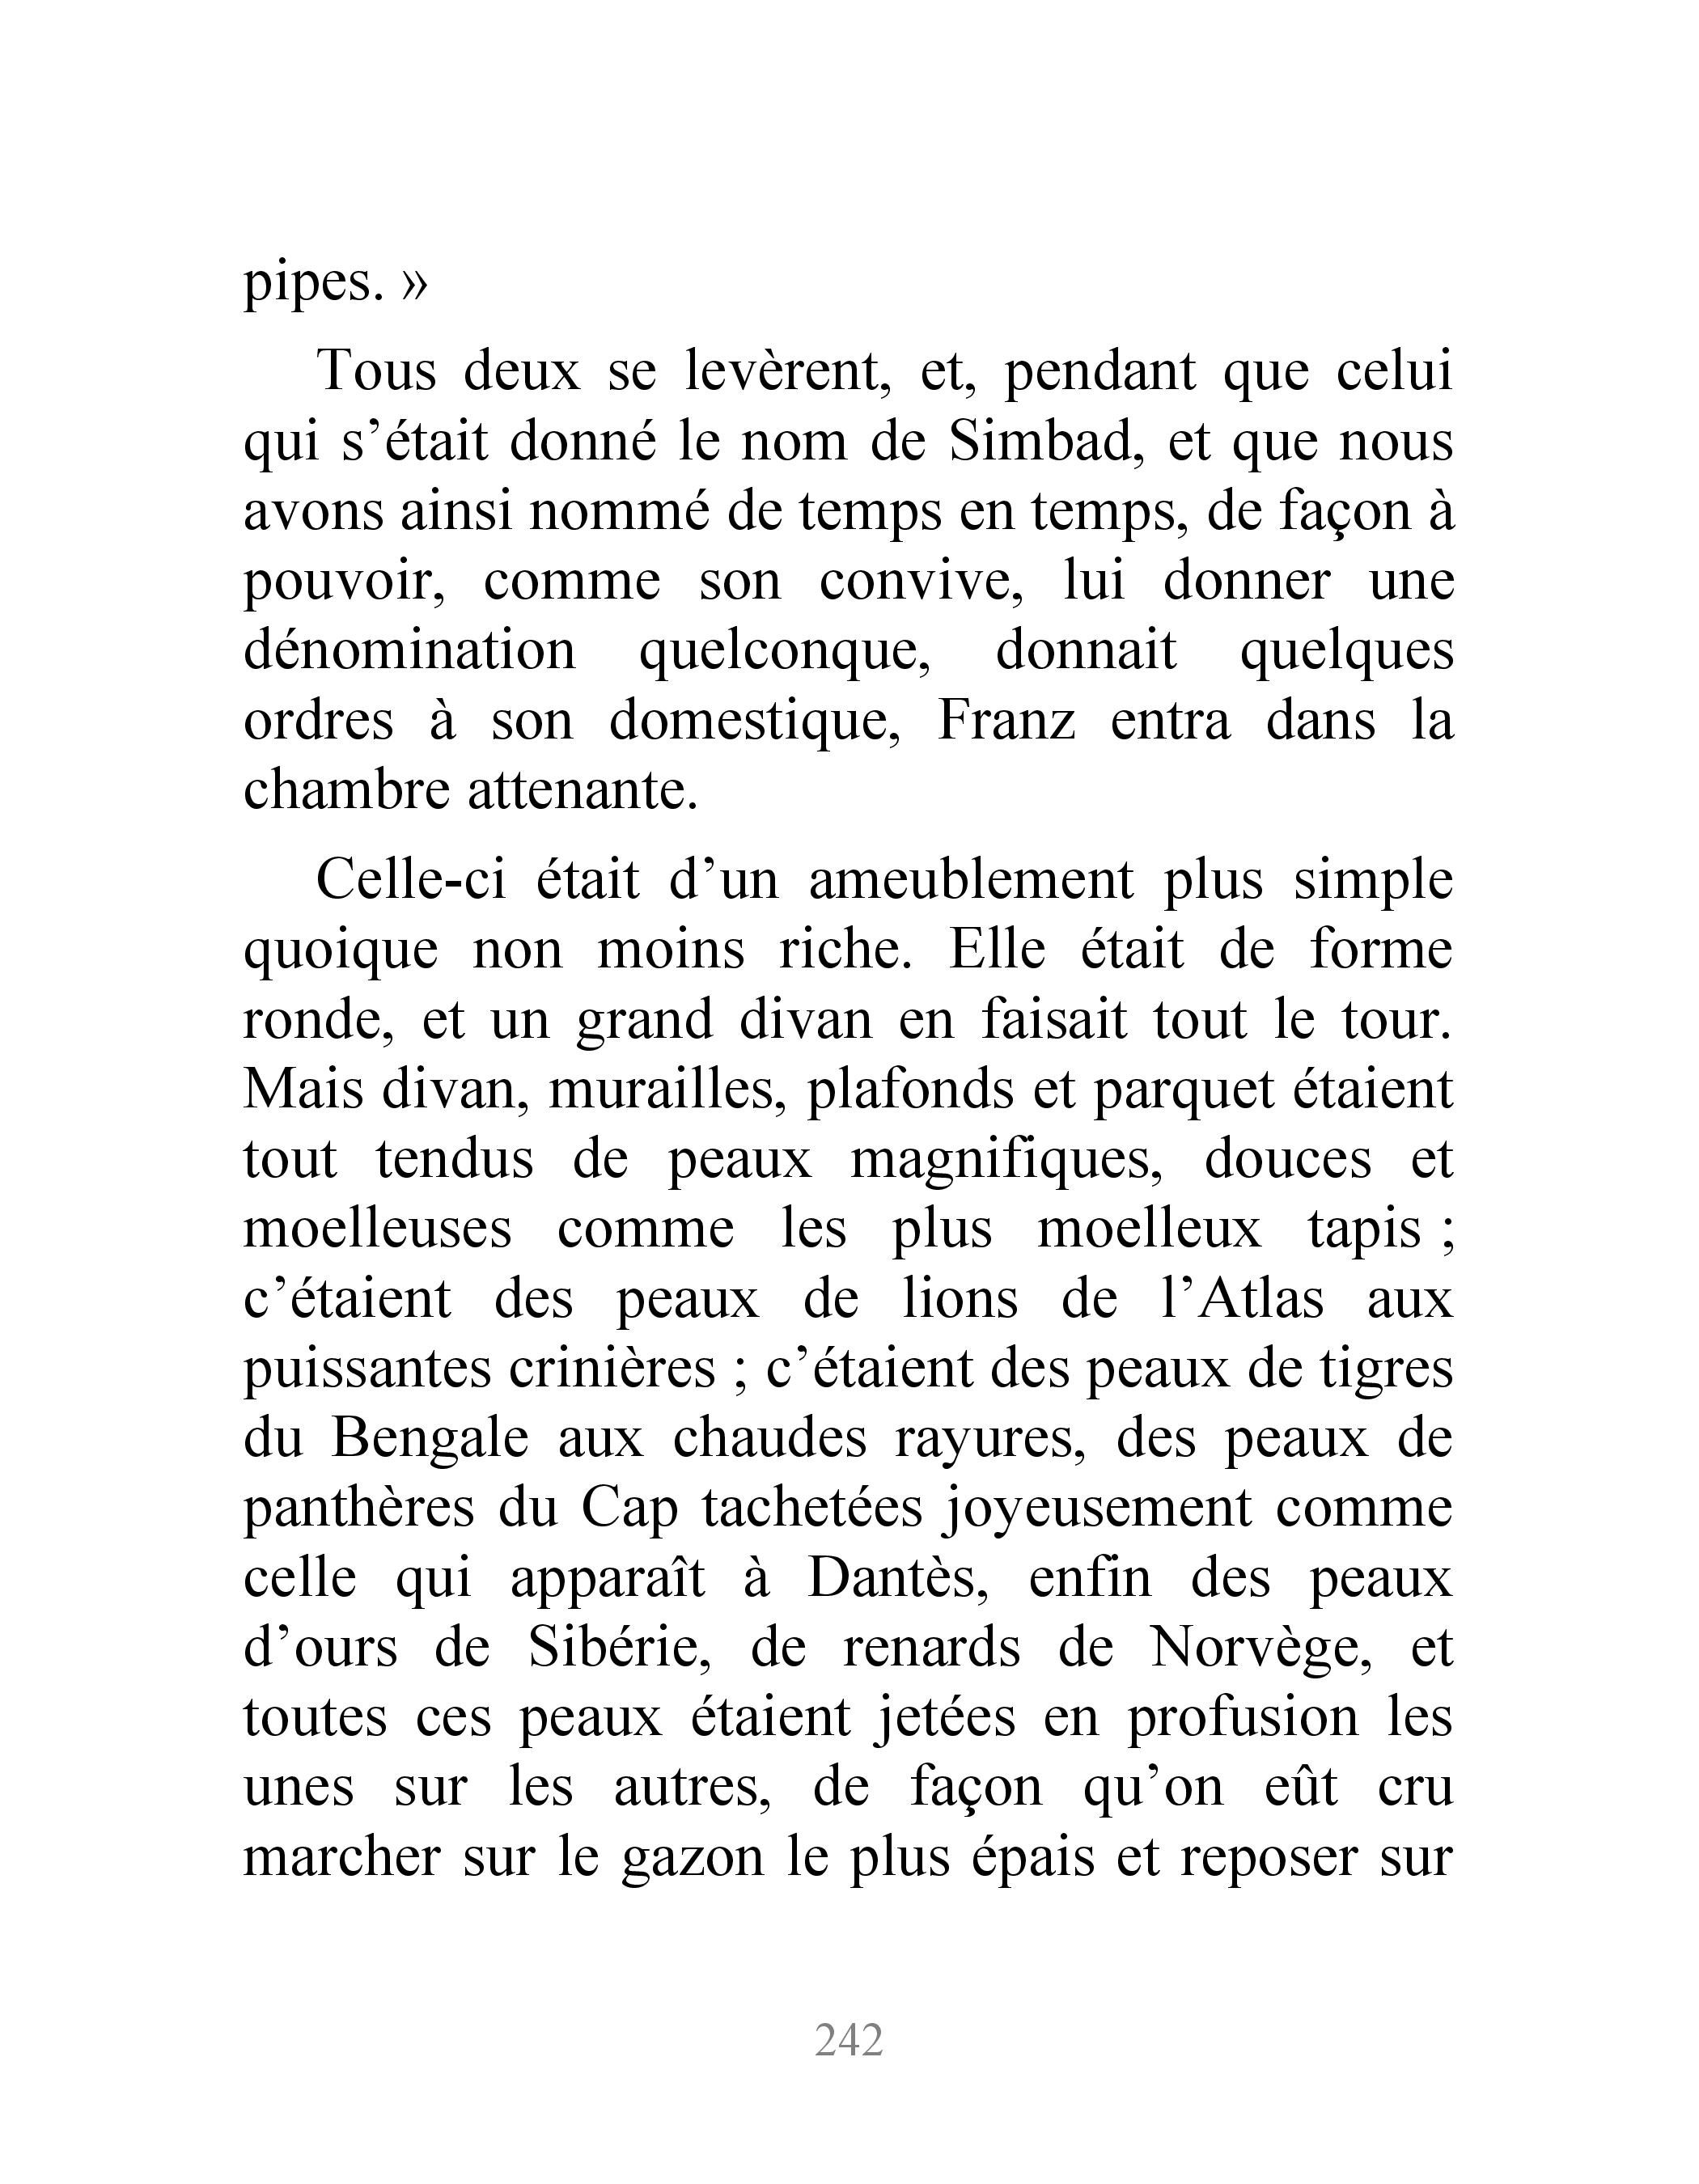 pipes. »
Tous deux se levèrent, et, pendant que celui
qui s’était donné le nom de Simbad, et que nous
avons ainsi nommé de temps en temps, de façon à
pouvoir, comme son convive, lui donner une
dénomination quelconque, donnait quelques
ordres à son domestique, Franz entra dans la
chambre attenante.
Celle-ci était d’un ameublement plus simple
quoique non moins riche. Elle était de forme
ronde, et un grand divan en faisait tout le tour.
Mais divan, murailles, plafonds et parquet étaient
tout tendus de peaux magnifiques, douces et
moelleuses comme les plus moelleux tapis ;
c’étaient des peaux de lions de l’Atlas aux
puissantes crinières ; c’étaient des peaux de tigres
du Bengale aux chaudes rayures, des peaux de
panthères du Cap tachetées joyeusement comme
celle qui apparaît à Dantès, enfin des peaux
d’ours de Sibérie, de renards de Norvège, et
toutes ces peaux étaient jetées en profusion les
unes sur les autres, de façon qu’on eût cru
marcher sur le gazon le plus épais et reposer sur
242